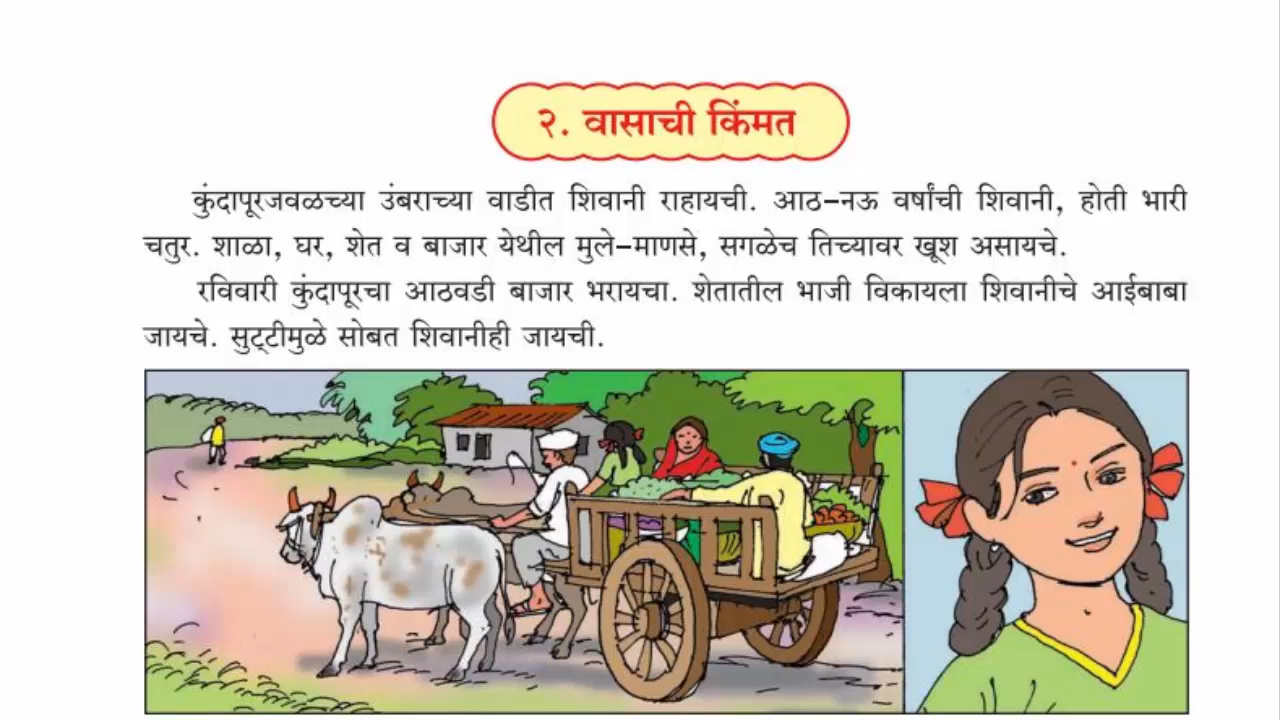 २. वासाची किंमत
कुंदापूरजवळच्या उंबराच्या वाडीत शिवानी राहायची. आठ-नऊ वर्षांची शिवानी, होती भारी
चतुर. शाळा, घर, शेत व बाजार येथील मुले-माणसे, सगळेच तिच्यावर खूश असायचे.
रविवारी कुंदापूरचा आठवडी बाजार भरायचा. शेतातील भाजी विकायला शिवानीचे आईबाबा
जायचे. सुट्‌टीमुळे सोबत शिवानीही जायची.